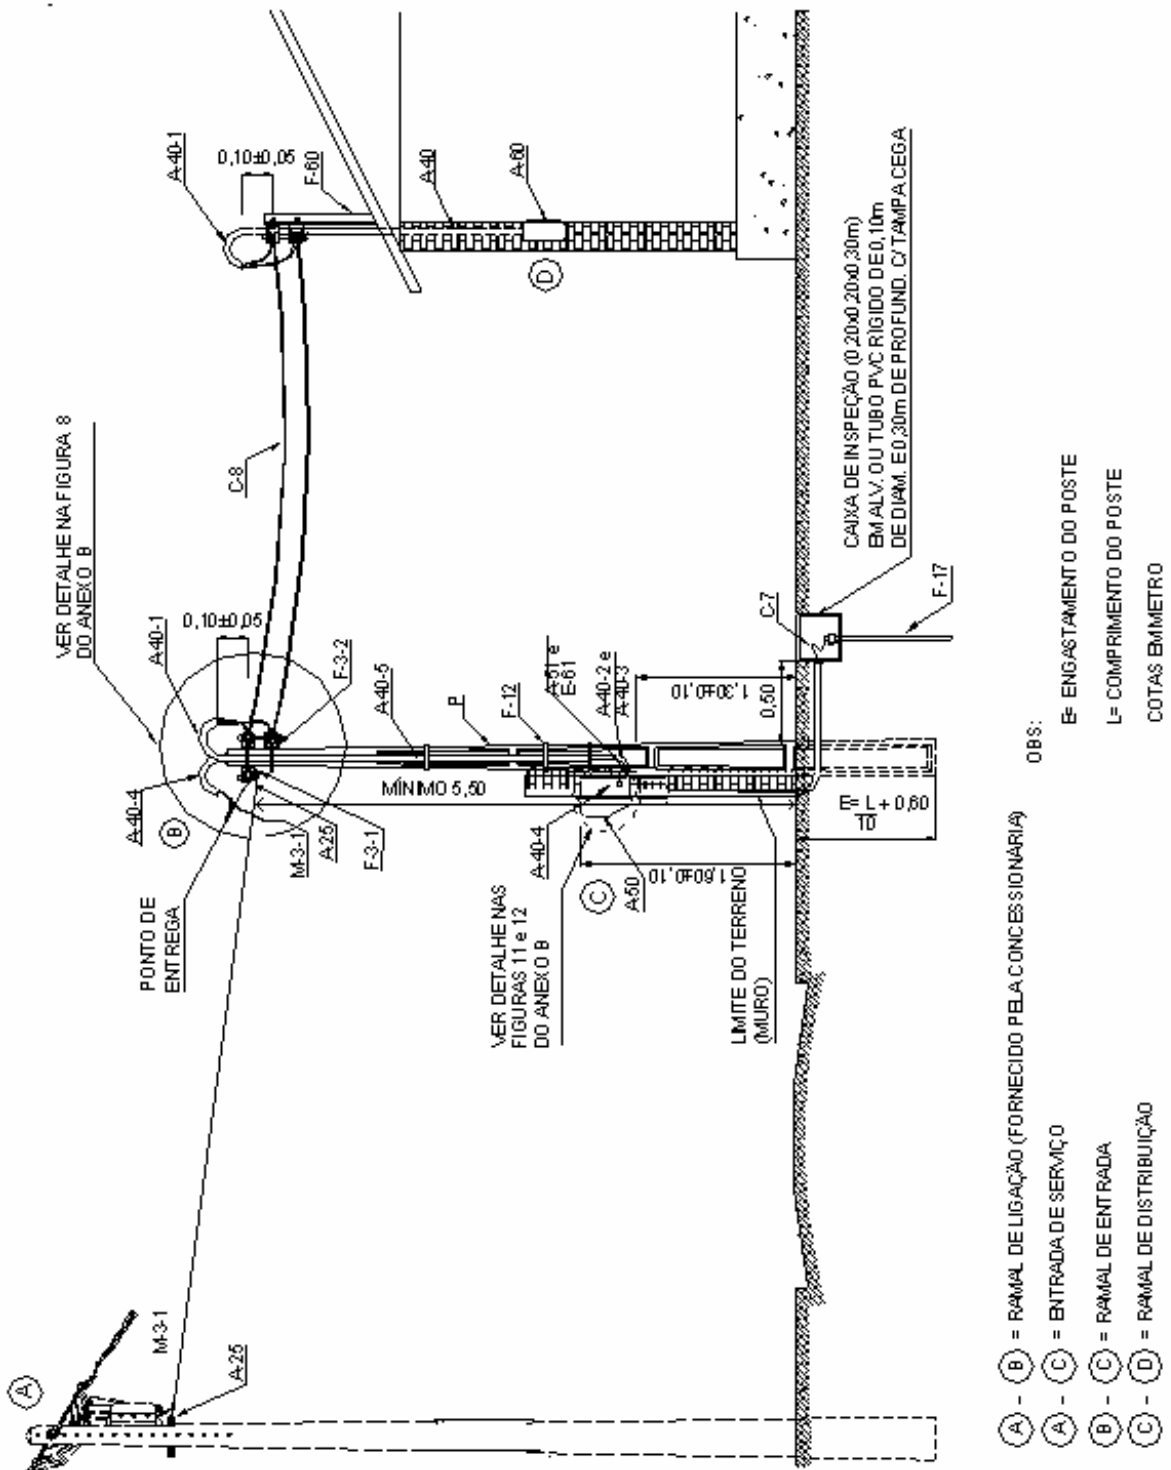 A
M-3-1
A-25
VER DETALHE NA FIGURA 8
DO ANEXO B
A-40-4
A-40-1
0,10±0,05
B
PONTO DE
ENTREGA
M-3-1
A-25
F-3-1
F-3-2
C-8
A-40-1
0,10±0,05
F-60
A-40
A-60
D
A-40-5
P
F-12
MÍNIMO 5,50
A-51 e
E-61
A-40-2 e
A-40-3
VER DETALHE NAS
FIGURAS 11 e 12
DO ANEXO B
A-40-4
C
A-50
1,60±0,10
1,30±0,10
0,50
C-7
LIMITE DO TERRENO
(MURO)
E= L + 0,60
10
F-17
CAIXA DE INSPEÇÃO (0,20x0,20x0,30m)
EM ALV. OU TUBO PVC RÍGIDO DE 0,10m
DE DIAM. E 0,30m DE PROFUND. C/ TAMPA CEGA
A - B = RAMAL DE LIGAÇÃO (FORNECIDO PELA CONCESSIONÁRIA)
A - C = ENTRADA DE SERVIÇO
B - C = RAMAL DE ENTRADA
C - D = RAMAL DE DISTRIBUIÇÃO
OBS:
E= ENGASTAMENTO DO POSTE
L= COMPRIMENTO DO POSTE
COTAS EM METRO